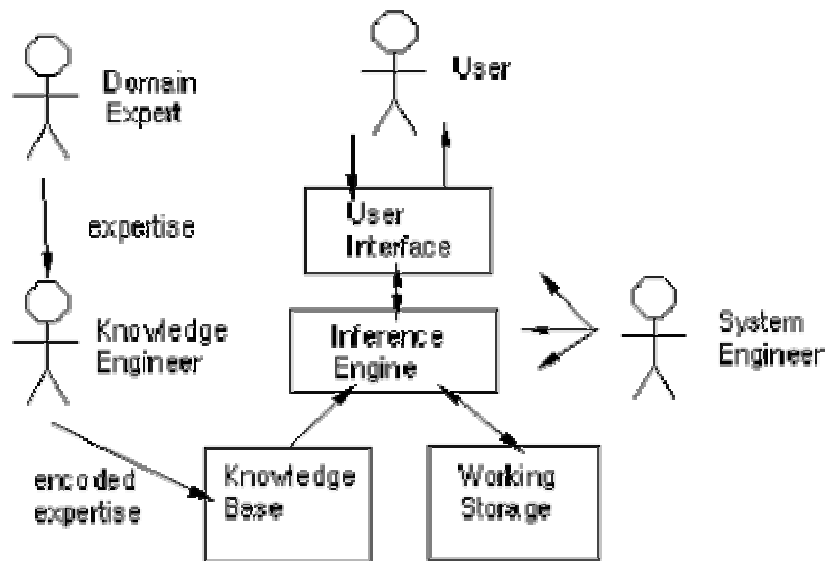 Domain
Expert
User
expertise
User
Interface
Knowledge
Engineer
Inference
Engine
System
Engineer
encoded
expertise
Knowledge
Base
Working
Storage